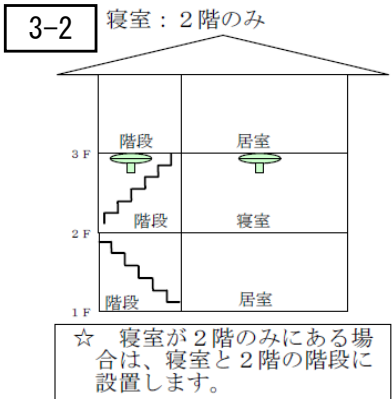 3-2
寝室：２階のみ
階段 居室
３Ｆ
階段 寝室
２Ｆ
階段 居室
１Ｆ
☆　寝室が２階のみにある場
合は、寝室と２階の階段に
設置します。